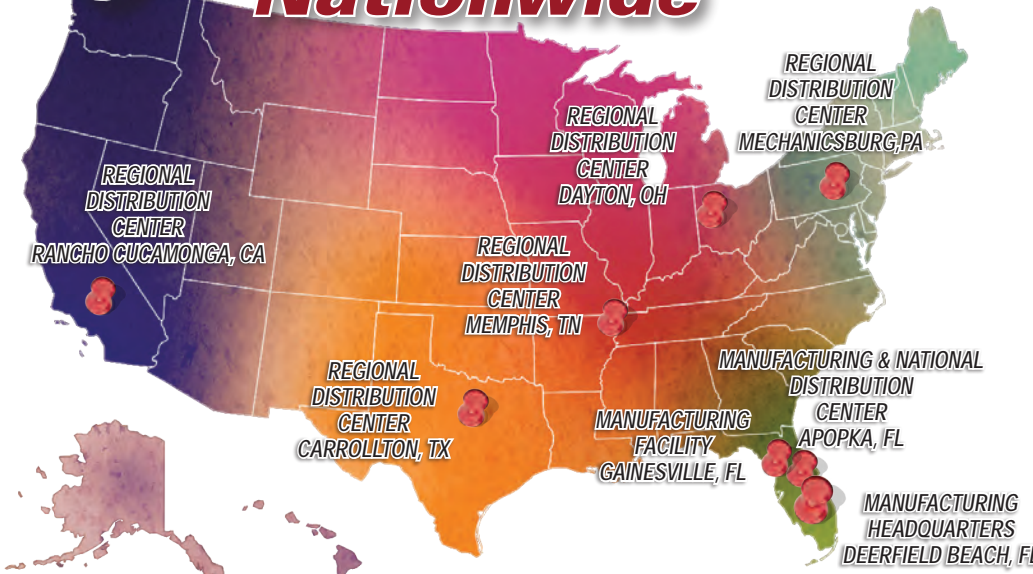 Nationwide
REGIONAL
DISTRIBUTION
CENTER
MECHANICSBURG,PA
REGIONAL
DISTRIBUTION
CENTER
DAYTON, OH
REGIONAL
DISTRIBUTION
CENTER
RANCHO CUCAMONGA, CA
REGIONAL
DISTRIBUTION
CENTER
MEMPHIS, TN
REGIONAL
DISTRIBUTION
CENTER
CARROLLTON, TX
MANUFACTURING & NATIONAL
DISTRIBUTION
CENTER
APOPKA, FL
MANUFACTURING
FACILITY
GAINESVILLE, FL
MANUFACTURING
HEADQUARTERS
DEERFIELD BEACH, FL